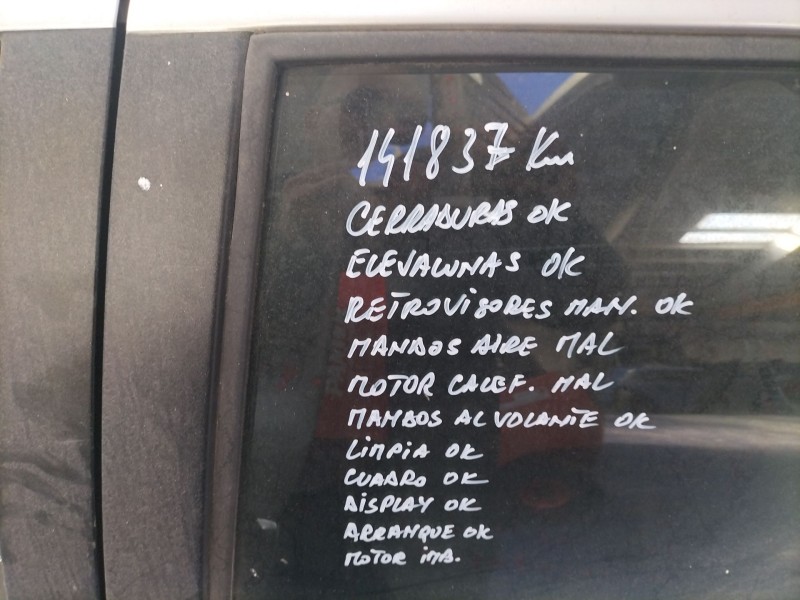 141837 Km
CERRADURAS OK
ELEVALUNAS OK
RETROVISORES MAN. OK
MANDOS AIRE MAL
MOTOR CALEF. MAL
MANDOS AL VOLANTE OK
LIMPIA OK
CUADRO OK
DISPLAY OK
ARRANQUE OK
MOTOR